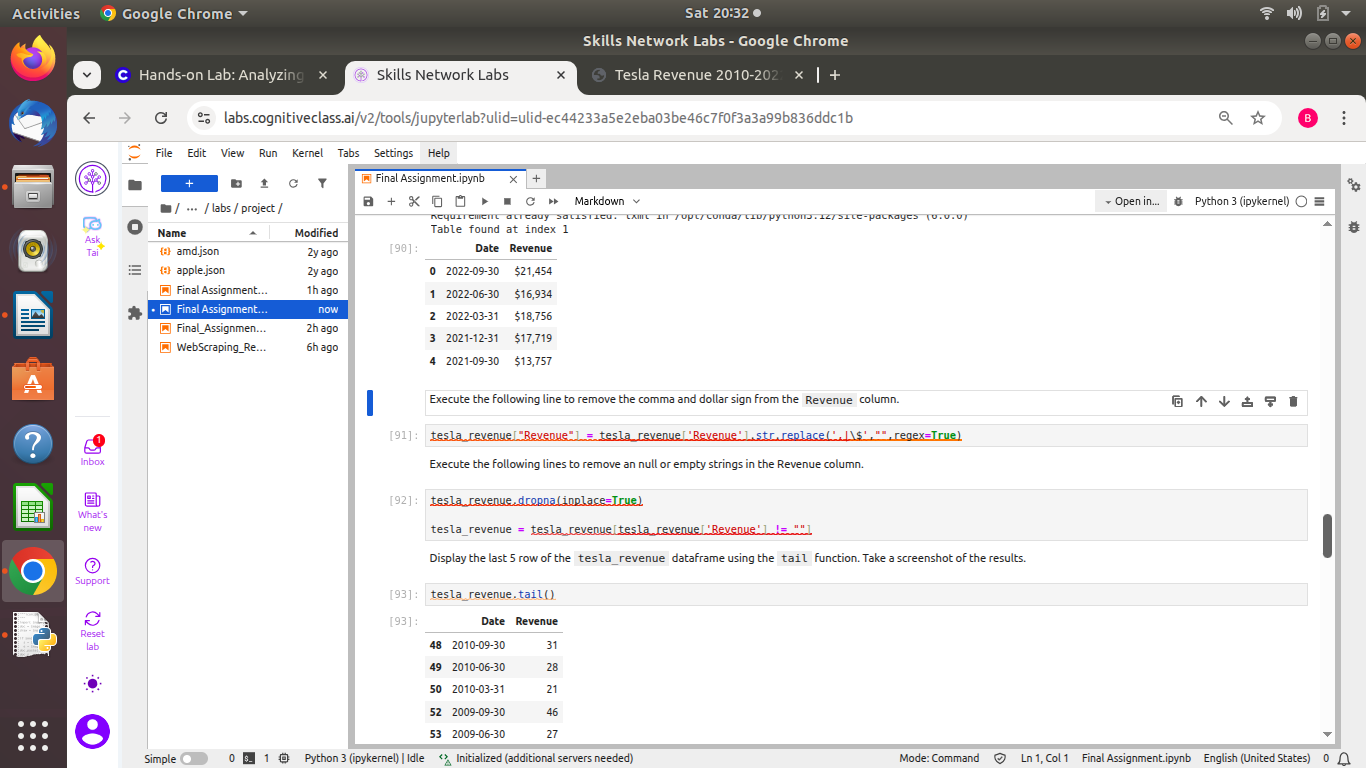 Activities Google Chrome Sat 20:32
Skills Network Labs - Google Chrome
Hands-on Lab: Analyzing Skills Network Labs Tesla Revenue 2010-202
labs.cognitiveclass.ai/v2/tools/jupyterlab?ulid=ulid-ec44233a5e2eba03be46c7f0f3a3a99b836ddc1b B
File Edit View Run Kernel Tabs Settings Help
Final Assignment.ipynb
Markdown Open in... Python 3 (ipykernel)
/ ... / labs / project /
Name Modified
amd.json 2y ago
apple.json 2y ago
Final Assignment... 1h ago
Final Assignment... now
Final_Assignmen... 2h ago
WebScraping_Re... 6h ago
Ask
Tai
1
Inbox
What's
new
Support
Reset
lab
Requirement already satisfied: lxml in /opt/conda/lib/python3.12/site-packages (6.0.0)
Table found at index 1
[90]:
Date Revenue
0 2022-09-30 $21,454
1 2022-06-30 $16,934
2 2022-03-31 $18,756
3 2021-12-31 $17,719
4 2021-09-30 $13,757
Execute the following line to remove the comma and dollar sign from the Revenue column.
[91]: tesla_revenue["Revenue"] = tesla_revenue['Revenue'].str.replace(',|\$',"",regex=True)
Execute the following lines to remove an null or empty strings in the Revenue column.
[92]: tesla_revenue.dropna(inplace=True)
tesla_revenue = tesla_revenue[tesla_revenue['Revenue'] != ""]
Display the last 5 row of the tesla_revenue dataframe using the tail function. Take a screenshot of the results.
[93]: tesla_revenue.tail()
[93]: Date Revenue
48 2010-09-30 31
49 2010-06-30 28
50 2010-03-31 21
52 2009-09-30 46
53 2009-06-30 27
Simple 0 1 Python 3 (ipykernel) | Idle Initialized (additional servers needed) Mode: Command Ln 1, Col 1 Final Assignment.ipynb English (United States) 0